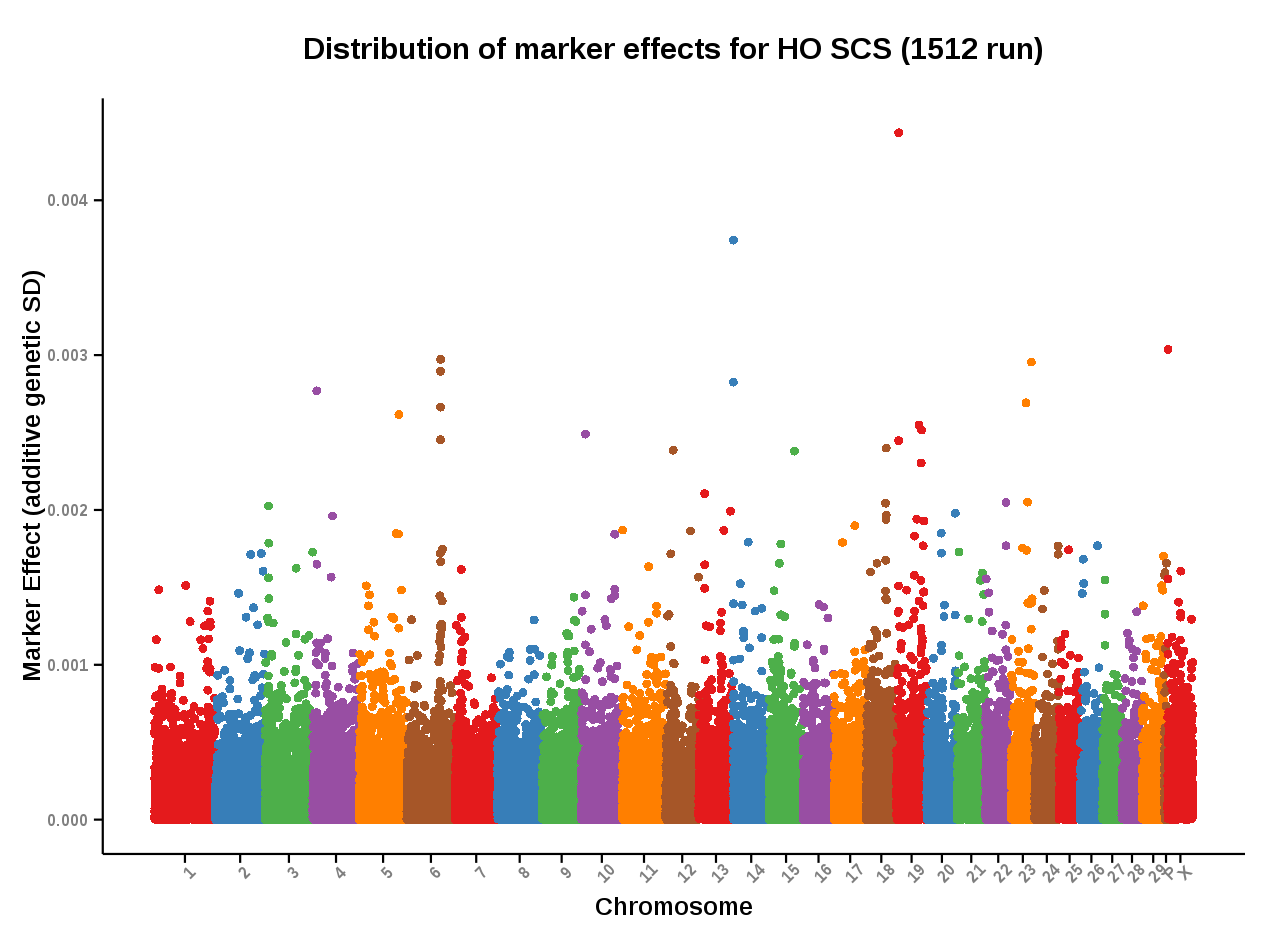 Distribution of marker effects for HO SCS (1512 run)
Marker Effect (additive genetic SD)
0.004
0.003
0.002
0.001
0.000
1 2 3 4 5 6 7 8 9 10 11 12 13 14 15 16 17 18 19 20 21 22 23 24 25 26 27 28 29 P X
Chromosome